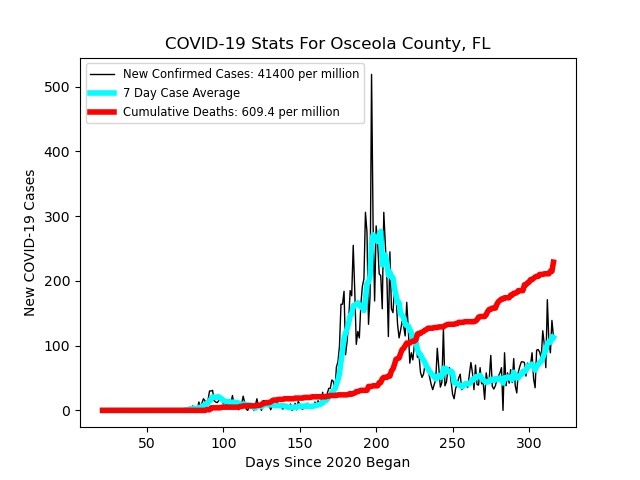 COVID-19 Stats For Osceola County, FL
New Confirmed Cases: 41400 per million
7 Day Case Average
Cumulative Deaths: 609.4 per million
New COVID-19 Cases
500
400
300
200
100
0
50 100 150 200 250 300
Days Since 2020 Began